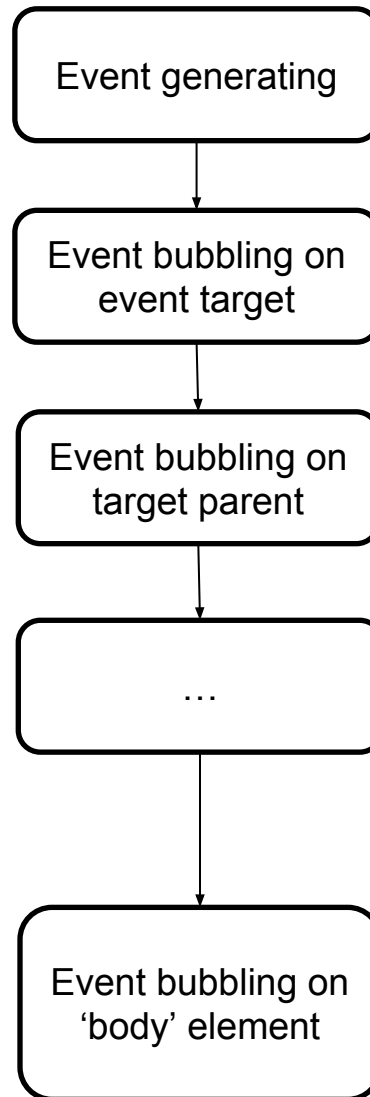 Event generating
Event bubbling on
event target
Event bubbling on
target parent
…
Event bubbling on
‘body’ element